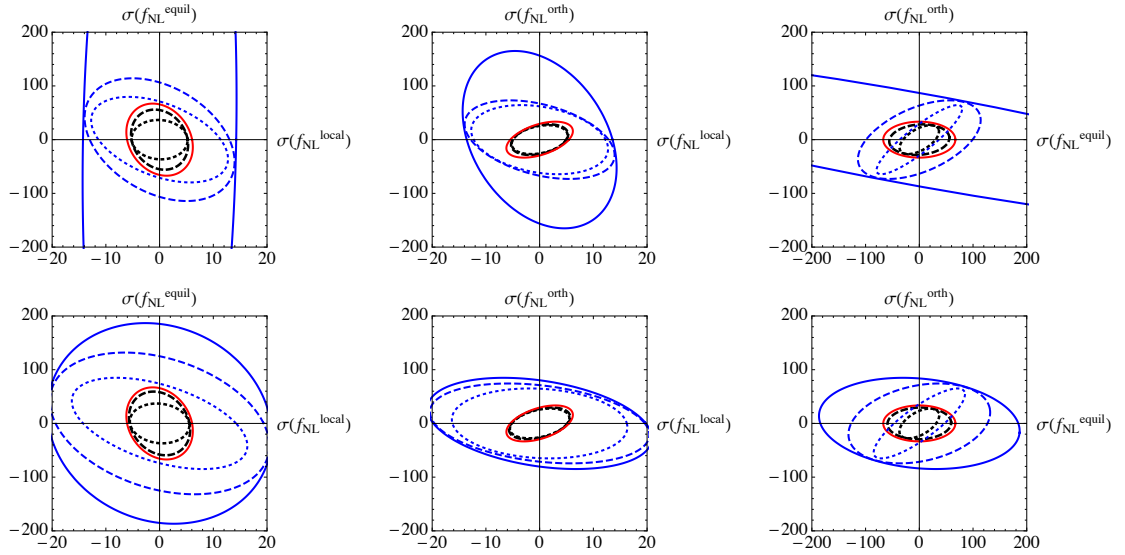 σ(f_NL^equil) σ(f_NL^orth) σ(f_NL^orth)
200 200 200
100 100 100
0 σ(f_NL^local) 0 σ(f_NL^local) 0 σ(f_NL^equil)
−100 −100 −100
−200 −200 −200
−20 −10 0 10 20 −20 −10 0 10 20 −200 −100 0 100 200
σ(f_NL^equil) σ(f_NL^orth) σ(f_NL^orth)
200 200 200
100 100 100
0 σ(f_NL^local) 0 σ(f_NL^local) 0 σ(f_NL^equil)
−100 −100 −100
−200 −200 −200
−20 −10 0 10 20 −20 −10 0 10 20 −200 −100 0 100 200